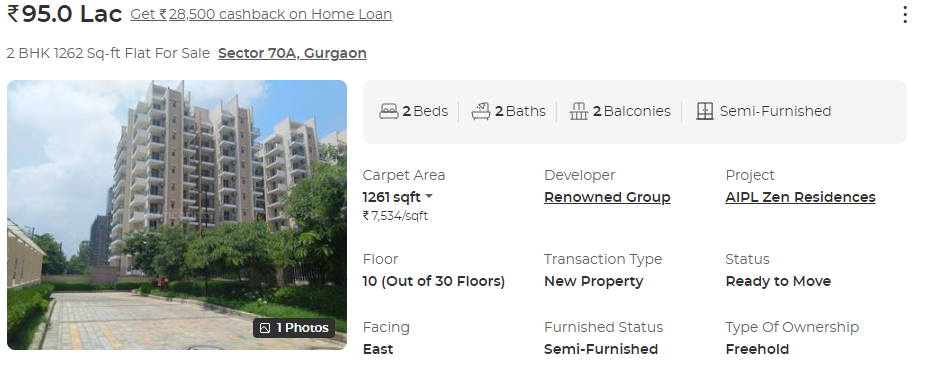 ₹95.0 Lac Get ₹28,500 cashback on Home Loan
2 BHK 1262 Sq-ft Flat For Sale Sector 70A, Gurgaon
2 Beds 2 Baths 2 Balconies Semi-Furnished
Carpet Area Developer Project
1261 sqft Renowned Group AIPL Zen Residences
₹7,534/sqft
Floor Transaction Type Status
10 (Out of 30 Floors) New Property Ready to Move
1 Photos
Facing Furnished Status Type Of Ownership
East Semi-Furnished Freehold